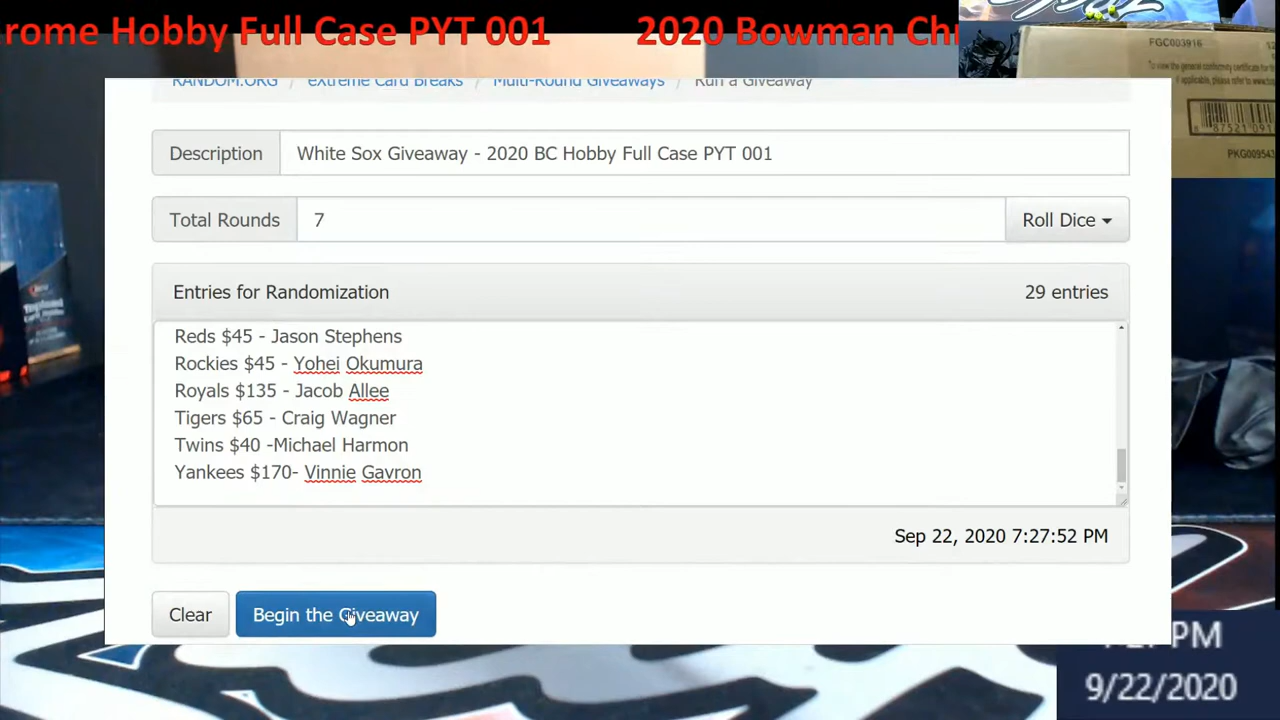 rome Hobby Full Case PYT 001 2020 Bowman Ch
FGC003916
RANDOM.ORG / eXtreme Card Breaks / Multi-Round Giveaways / Run a Giveaway
PKG009543
Description White Sox Giveaway - 2020 BC Hobby Full Case PYT 001
Total Rounds 7 Roll Dice
Entries for Randomization 29 entries
Reds $45 - Jason Stephens
Rockies $45 - Yohei Okumura
Royals $135 - Jacob Allee
Tigers $65 - Craig Wagner
Twins $40 -Michael Harmon
Yankees $170- Vinnie Gavron
Sep 22, 2020 7:27:52 PM
Clear Begin the Giveaway
PM
9/22/2020